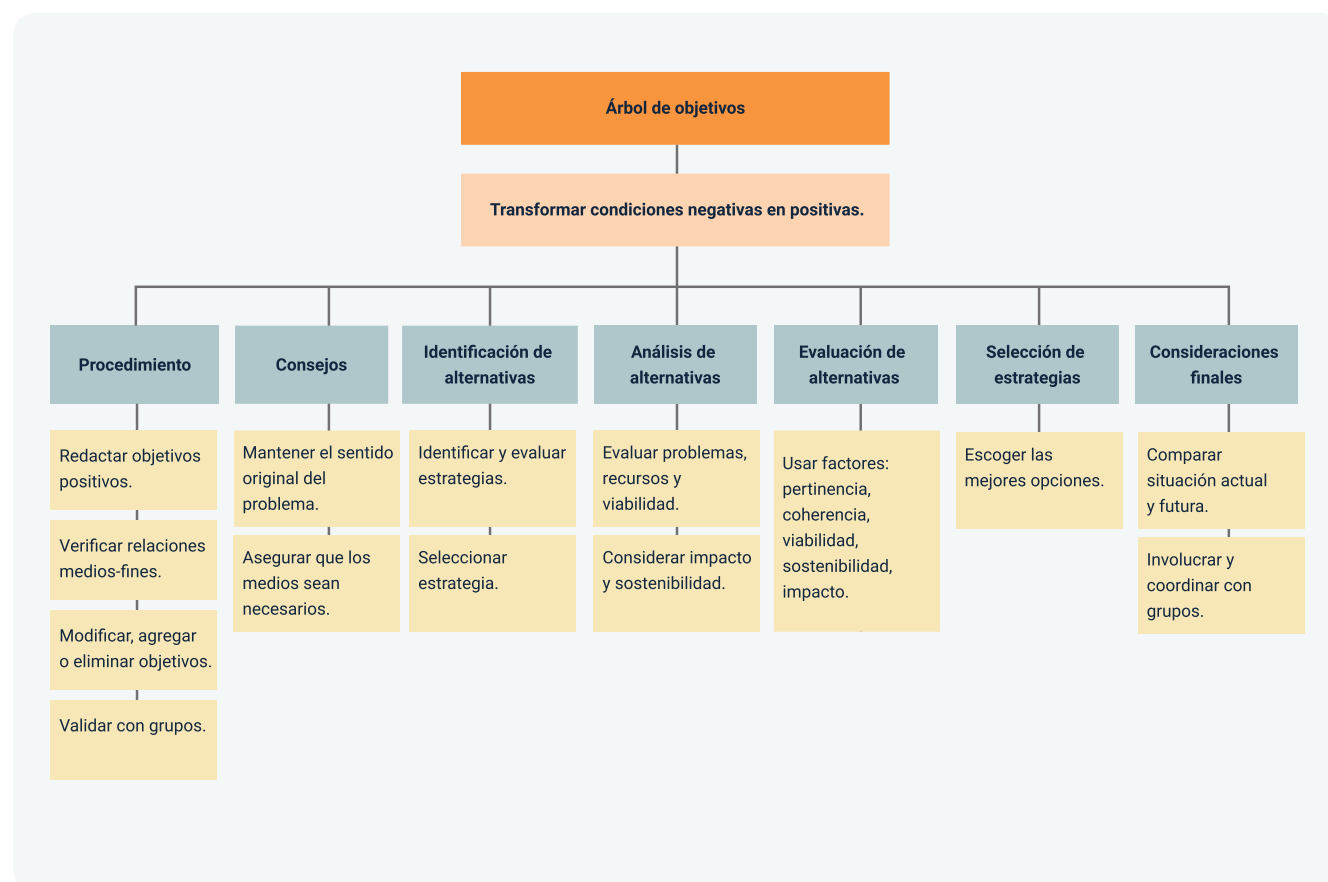 Árbol de objetivos
Transformar condiciones negativas en positivas.
Procedimiento
Redactar objetivos
positivos.
Verificar relaciones
medios-fines.
Modificar, agregar
o eliminar objetivos.
Validar con grupos.
Consejos
Mantener el sentido
original del
problema.
Asegurar que los
medios sean
necesarios.
Identificación de
alternativas
Identificar y evaluar
estrategias.
Seleccionar
estrategia.
Análisis de
alternativas
Evaluar problemas,
recursos y
viabilidad.
Considerar impacto
y sostenibilidad.
Evaluación de
alternativas
Usar factores:
pertinencia,
coherencia,
viabilidad,
sostenibilidad,
impacto.
Selección de
estrategias
Escoger las
mejores opciones.
Consideraciones
finales
Comparar
situación actual
y futura.
Involucrar y
coordinar con
grupos.